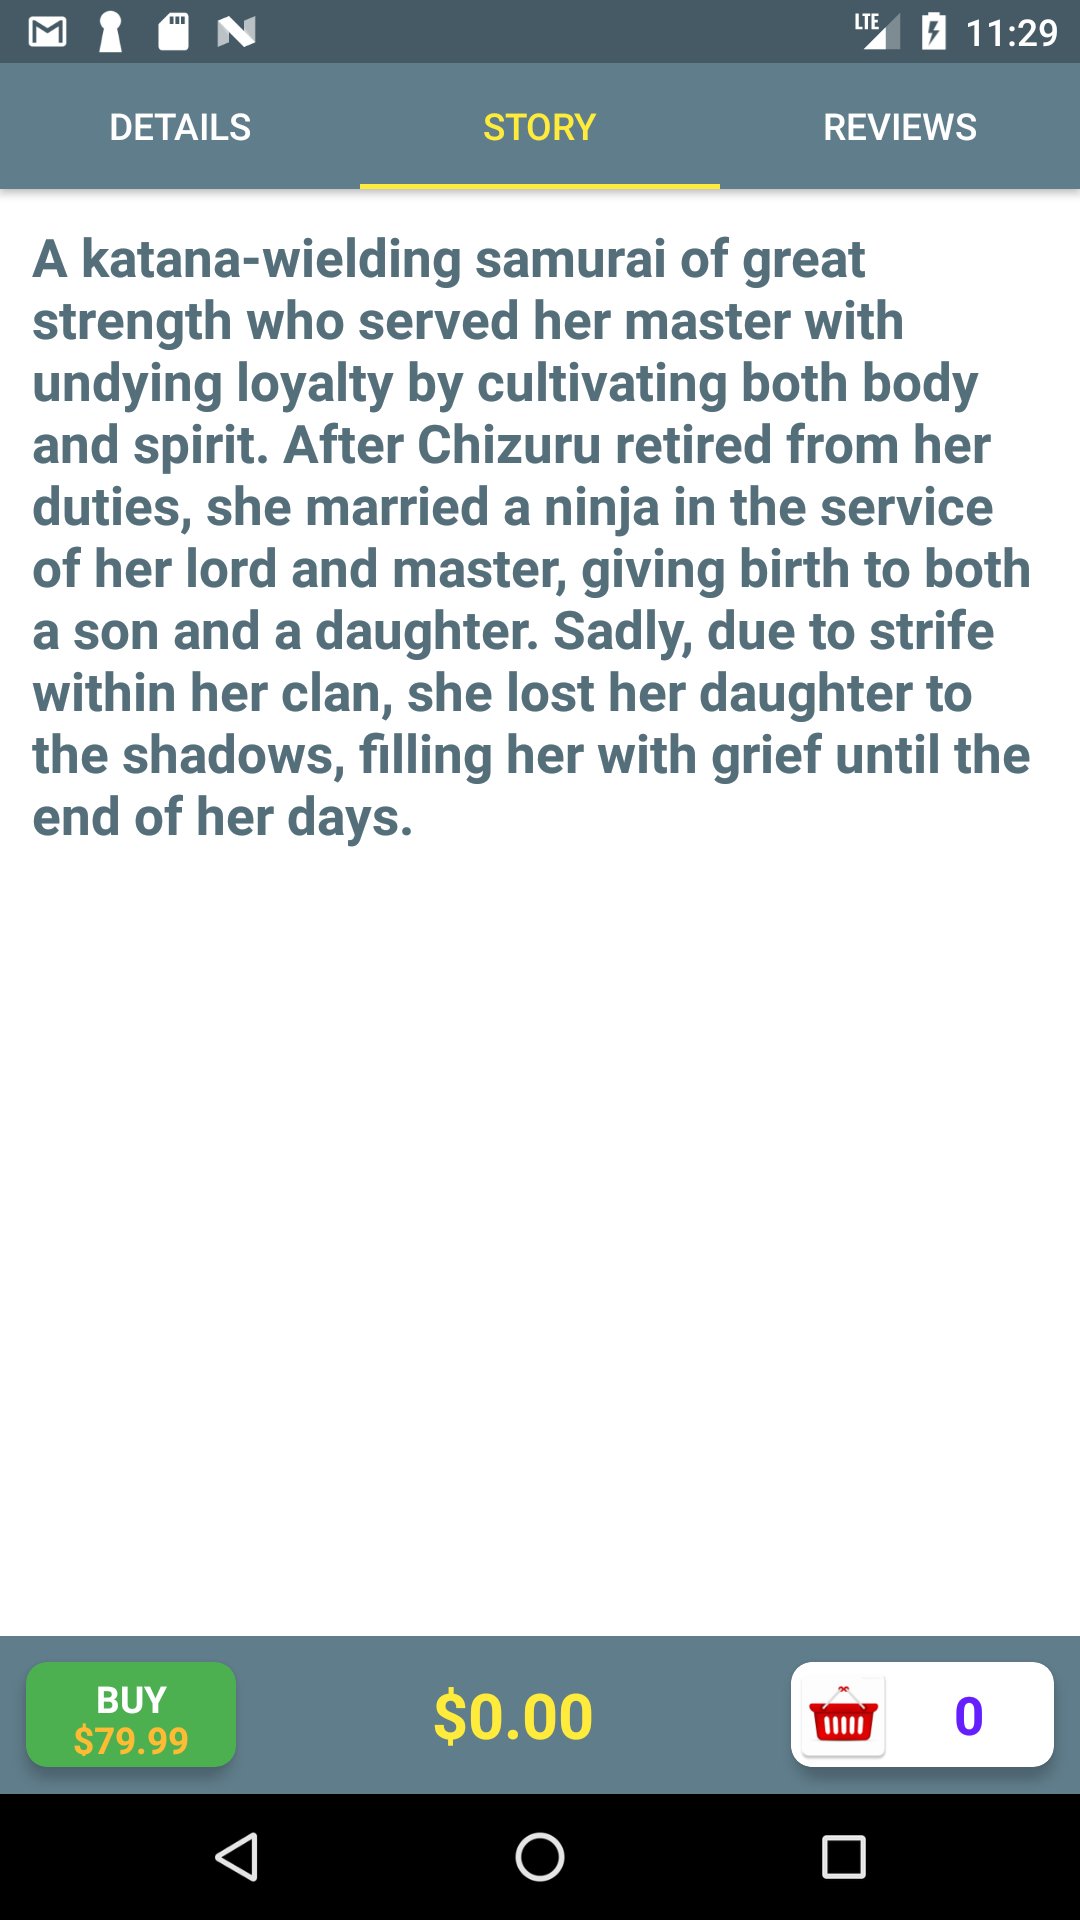 LTE 11:29
DETAILS STORY REVIEWS
A katana-wielding samurai of great
strength who served her master with
undying loyalty by cultivating both body
and spirit. After Chizuru retired from her
duties, she married a ninja in the service
of her lord and master, giving birth to both
a son and a daughter. Sadly, due to strife
within her clan, she lost her daughter to
the shadows, filling her with grief until the
end of her days.
BUY
$79.99
$0.00
0